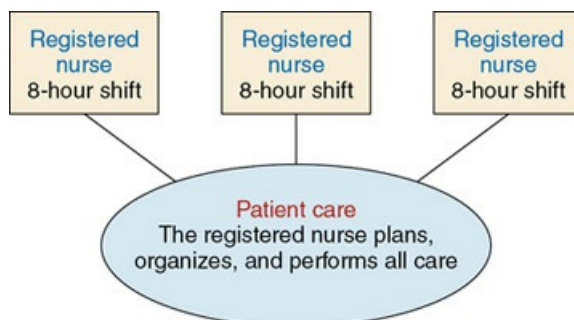 Registered
nurse
8-hour shift
Registered
nurse
8-hour shift
Registered
nurse
8-hour shift
Patient care
The registered nurse plans,
organizes, and performs all care